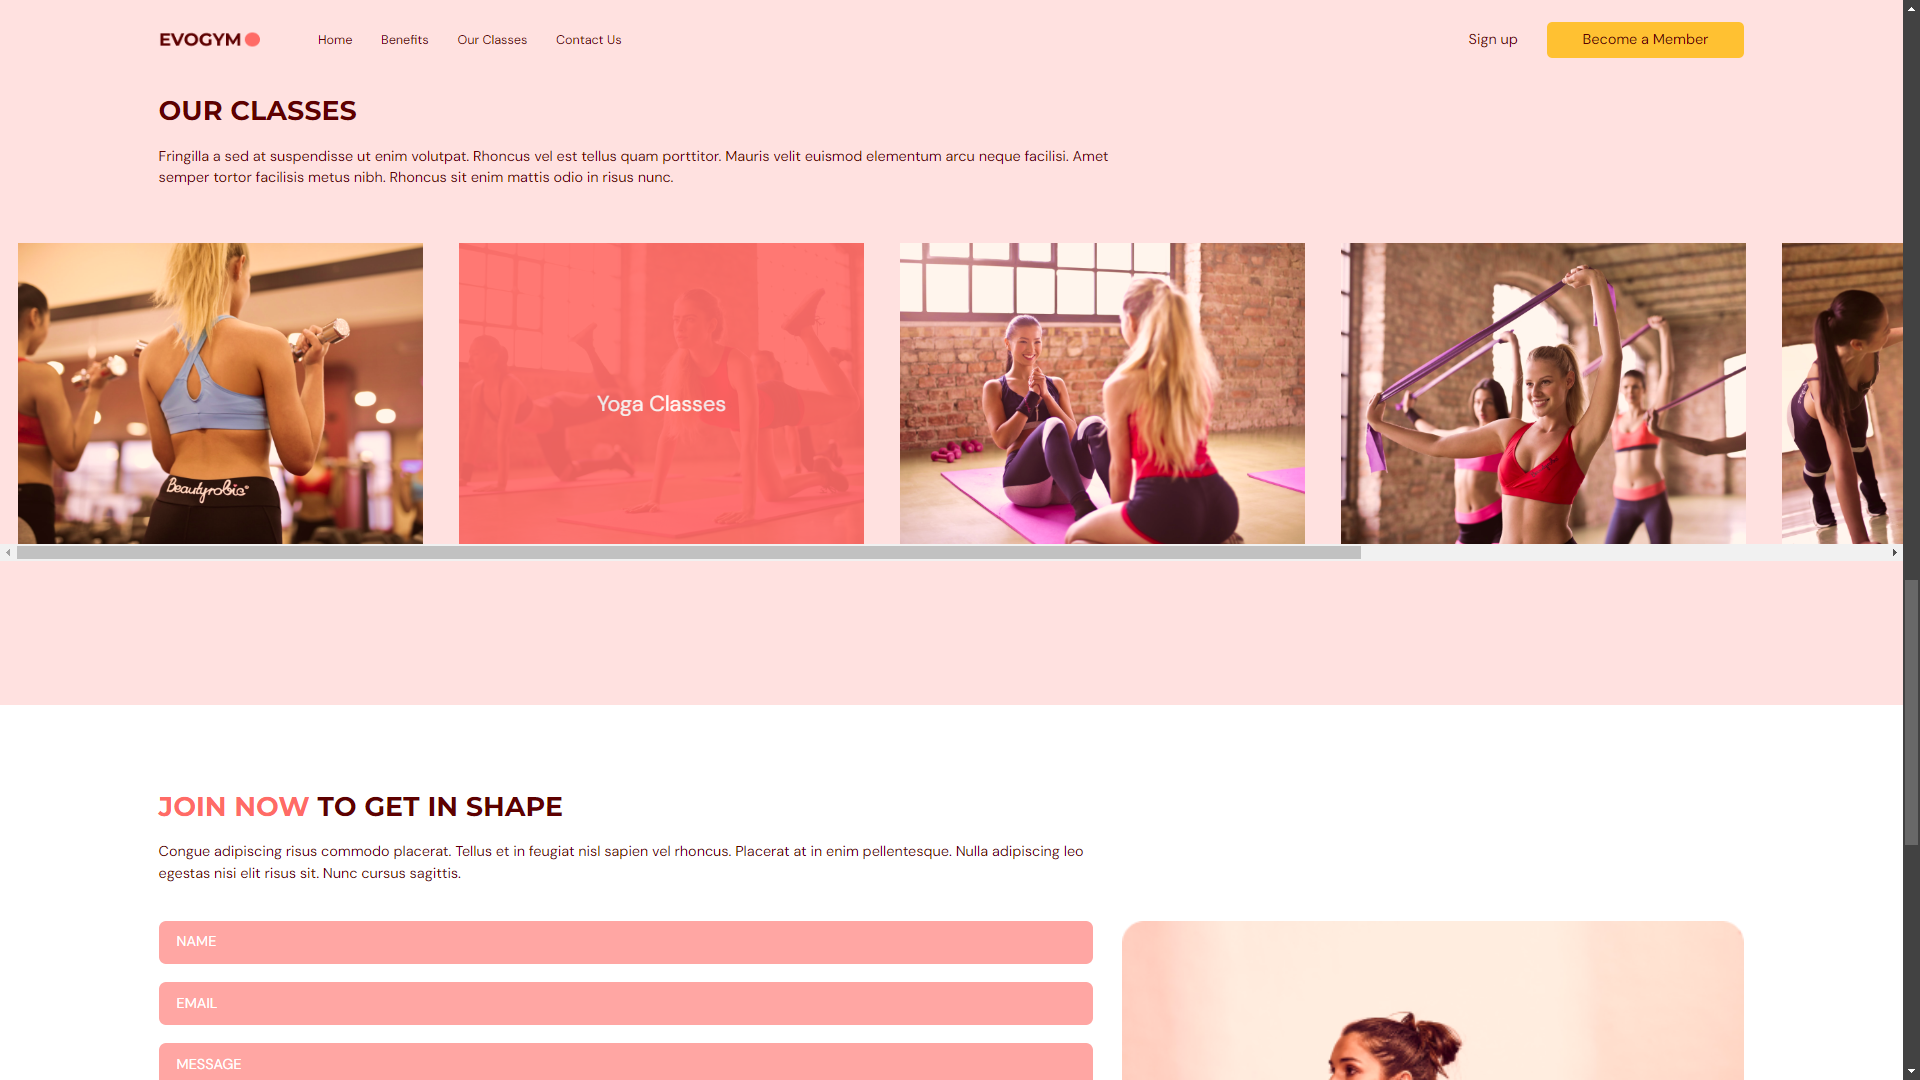 EVOGYM
Home
Benefits
Our Classes
Contact Us
Sign up
Become a Member
OUR CLASSES
Fringilla a sed at suspendisse ut enim volutpat. Rhoncus vel est tellus quam porttitor. Mauris velit euismod elementum arcu neque facilisi. Amet
semper tortor facilisis metus nibh. Rhoncus sit enim mattis odio in risus nunc.
Beautyrobic®
Yoga Classes
JOIN NOW TO GET IN SHAPE
Congue adipiscing risus commodo placerat. Tellus et in feugiat nisl sapien vel rhoncus. Placerat at in enim pellentesque. Nulla adipiscing leo
egestas nisi elit risus sit. Nunc cursus sagittis.
NAME
EMAIL
MESSAGE